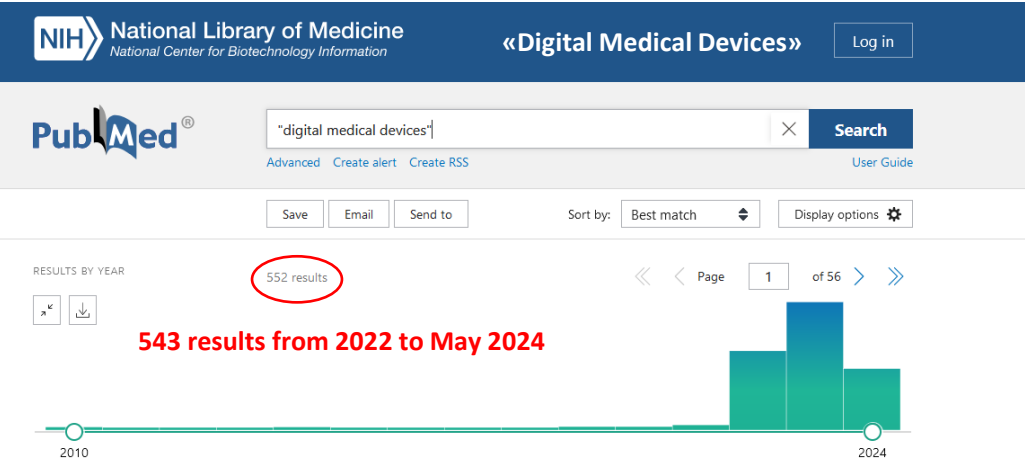 NIH National Library of Medicine
National Center for Biotechnology Information
«Digital Medical Devices»
Log in
PubMed®
"digital medical devices"
Search
Advanced Create alert Create RSS
User Guide
Save Email Send to
Sort by: Best match
Display options
RESULTS BY YEAR
552 results
Page 1 of 56
543 results from 2022 to May 2024
2010 2024